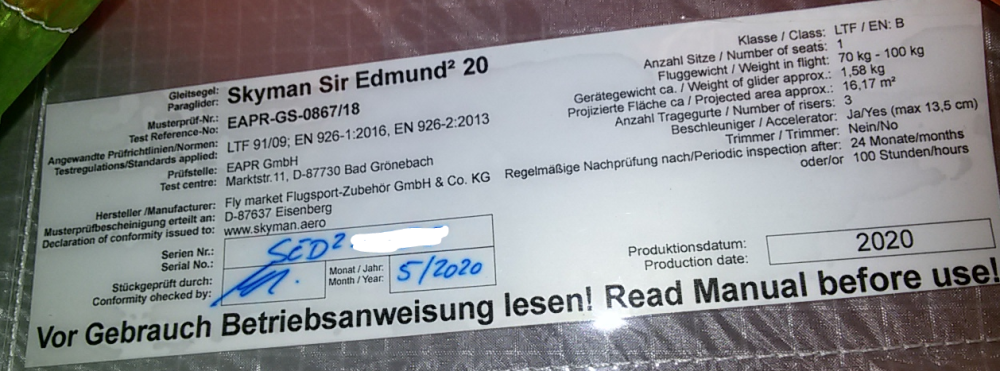 Gleitsegel:
Paraglider:
Skyman Sir Edmund² 20
Musterprüf-Nr.:
Test Reference-No:
EAPR-GS-0867/18
Angewandte Prüfrichtlinien/Normen:
Testregulations/Standards applied:
LTF 91/09; EN 926-1:2016, EN 926-2:2013
Prüfstelle:
Test centre:
EAPR GmbH
Marktstr.11, D-87730 Bad Grönebach
Hersteller /Manufacturer:
Musterprüfbescheinigung erteilt an:
Declaration of conformity issued to:
Fly market Flugsport-Zubehör GmbH & Co. KG
D-87637 Eisenberg
www.skyman.aero
Serien Nr.:
Serial No.:
SED²
Stückgeprüft durch:
Conformity checked by:
Monat / Jahr:
Month / Year:
5/2020
Klasse / Class: LTF / EN: B
Anzahl Sitze / Number of seats: 1
Fluggewicht / Weight in flight: 70 kg - 100 kg
Gerätegewicht ca. / Weight of glider approx.: 1,58 kg
Projizierte Fläche ca / Projected area approx.: 16,17 m²
Anzahl Tragegurte / Number of risers: 3
Beschleuniger / Accelerator: Ja/Yes (max 13,5 cm)
Trimmer / Trimmer: Nein/No
Regelmäßige Nachprüfung nach/Periodic inspection after: 24 Monate/months
oder/or 100 Stunden/hours
Produktionsdatum:
Production date:
2020
Vor Gebrauch Betriebsanweisung lesen! Read Manual before use!